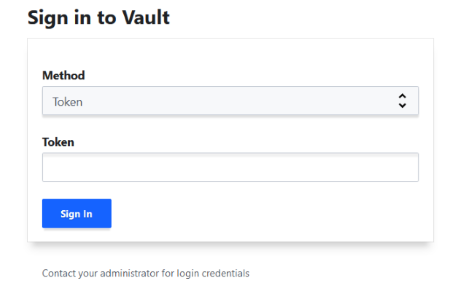 Sign in to Vault
Method
Token
Token
Sign In
Contact your administrator for login credentials